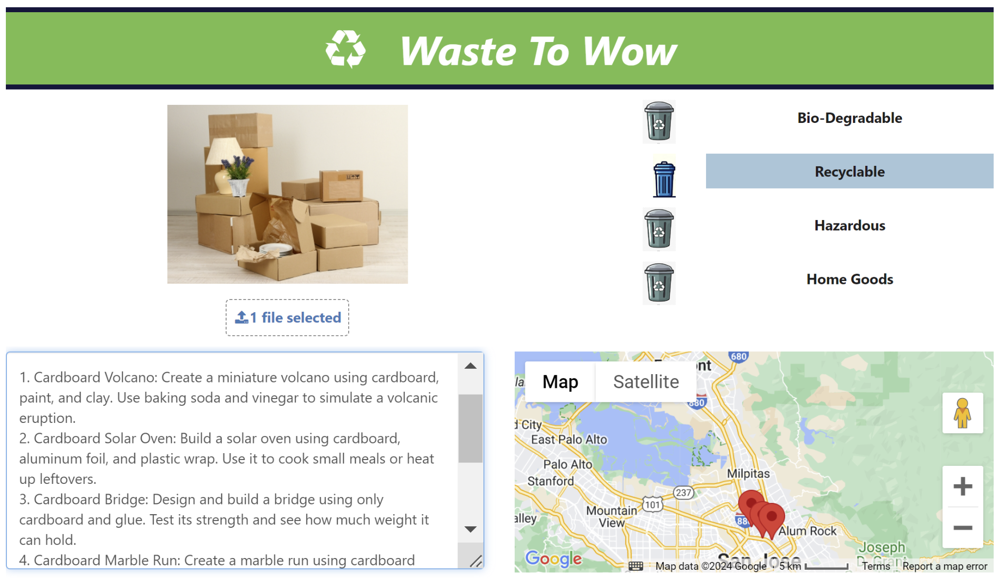 Waste To Wow
Bio-Degradable
Recyclable
Hazardous
Home Goods
1 file selected
1. Cardboard Volcano: Create a miniature volcano using cardboard,
paint, and clay. Use baking soda and vinegar to simulate a volcanic
eruption.
2. Cardboard Solar Oven: Build a solar oven using cardboard,
aluminum foil, and plastic wrap. Use it to cook small meals or heat
up leftovers.
3. Cardboard Bridge: Design and build a bridge using only
cardboard and glue. Test its strength and see how much weight it
can hold.
4. Cardboard Marble Run: Create a marble run using cardboard
680
Map
Satellite
880
d City
East Palo Alto
Palo Alto
Stanford
Milpitas
237
101
Mountain
View
alley
88
Alum Rock
San Jose
Joseph
D. Grant
Google
Map data ©2024 Google
5 km
Terms
Report a map error